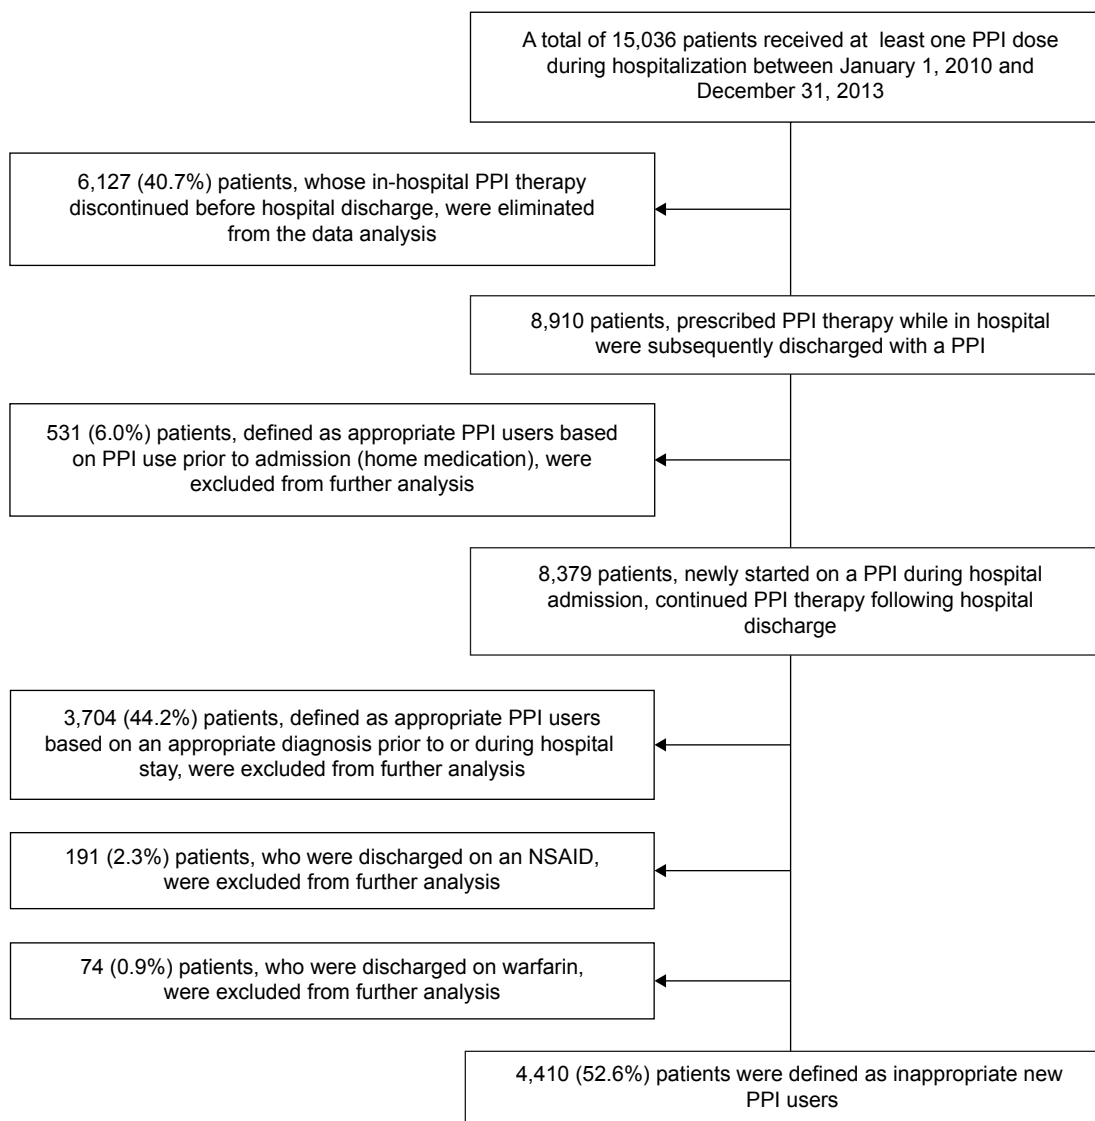 A total of 15,036 patients received at least one PPI dose
during hospitalization between January 1, 2010 and
December 31, 2013
6,127 (40.7%) patients, whose in-hospital PPI therapy
discontinued before hospital discharge, were eliminated
from the data analysis
8,910 patients, prescribed PPI therapy while in hospital
were subsequently discharged with a PPI
531 (6.0%) patients, defined as appropriate PPI users based
on PPI use prior to admission (home medication), were
excluded from further analysis
8,379 patients, newly started on a PPI during hospital
admission, continued PPI therapy following hospital
discharge
3,704 (44.2%) patients, defined as appropriate PPI users
based on an appropriate diagnosis prior to or during hospital
stay, were excluded from further analysis
191 (2.3%) patients, who were discharged on an NSAID,
were excluded from further analysis
74 (0.9%) patients, who were discharged on warfarin,
were excluded from further analysis
4,410 (52.6%) patients were defined as inappropriate new
PPI users